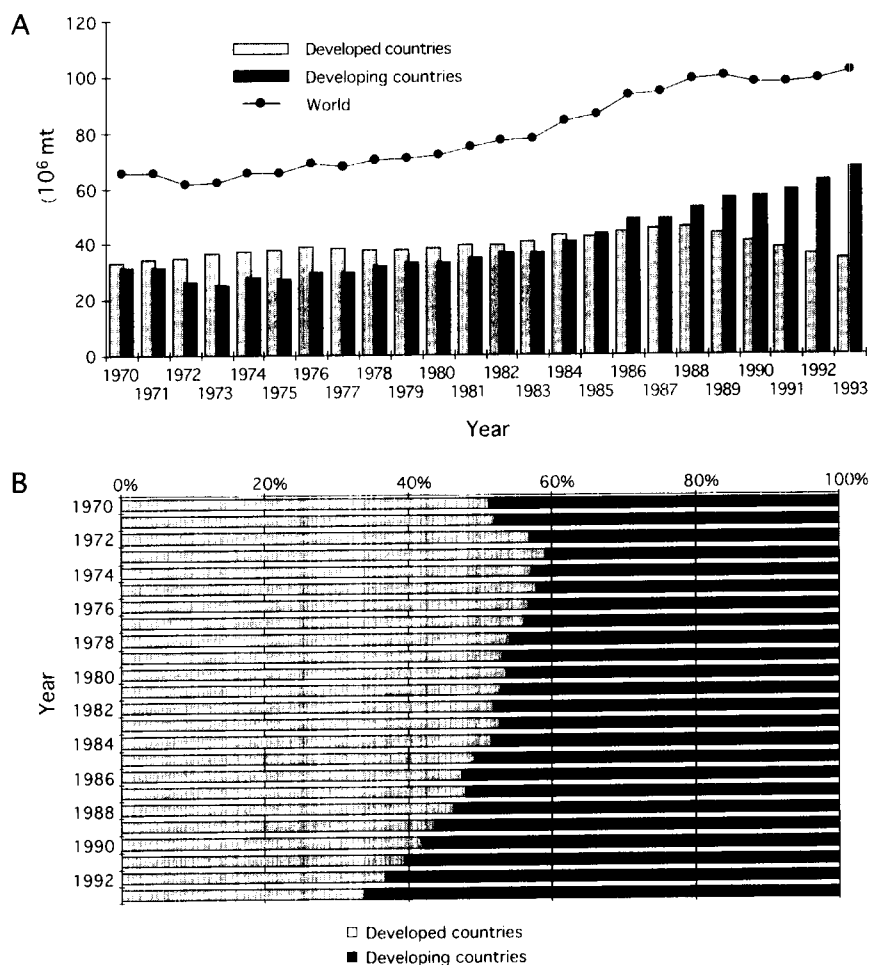 A
120
100
80
60
40
20
0
(10⁶ mt
Developed countries
Developing countries
World
1970 1972 1974 1976 1978 1980 1982 1984 1986 1988 1990 1992
1971 1973 1975 1977 1979 1981 1983 1985 1987 1989 1991 1993
Year
B
0% 20% 40% 60% 80% 100%
Year
1970
1972
1974
1976
1978
1980
1982
1984
1986
1988
1990
1992
Developed countries
Developing countries